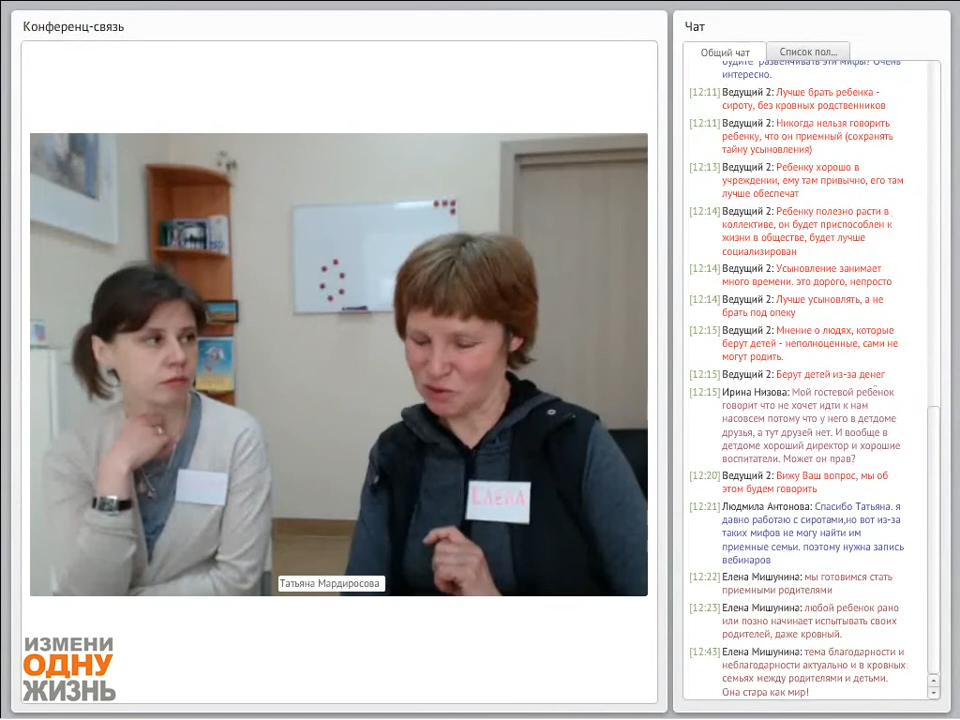 Конференц-связь
ЕЛЕНА
Татьяна Мардиросова
ИЗМЕНИ
ОДНУ
ЖИЗНЬ
Чат
Общий чат
Список пол...
будите развенчивать эти мифы? Очень
интересно.
[12:11] Ведущий 2: Лучше брать ребенка -
сироту, без кровных родственников
[12:11] Ведущий 2: Никогда нельзя говорить
ребенку, что он приемный (сохранять
тайну усыновления)
[12:13] Ведущий 2: Ребенку хорошо в
учреждении, ему там привычно, его там
лучше обеспечат
[12:14] Ведущий 2: Ребенку полезно расти в
коллективе, он будет приспособлен к
жизни в обществе, будет лучше
социализирован
[12:14] Ведущий 2: Усыновление занимает
много времени. это дорого, непросто
[12:14] Ведущий 2: Лучше усыновлять, а не
брать под опеку
[12:15] Ведущий 2: Мнение о людях, которые
берут детей - неполноценные, сами не
могут родить.
[12:15] Ведущий 2: Берут детей из-за денег
[12:15] Ирина Низова: Мой гостевой ребёнок
говорит что не хочет идти к нам
насовсем потому что у него в детдоме
друзья, а тут друзей нет. И вообще в
детдоме хороший директор и хорошие
воспитатели. Может он прав?
[12:20] Ведущий 2: Вижу Ваш вопрос, мы об
этом будем говорить
[12:21] Людмила Антонова: Спасибо Татьяна. я
давно работаю с сиротами,но вот из-за
таких мифов не могу найти им
приемные семьи. поэтому нужна запись
вебинаров
[12:22] Елена Мишунина: мы готовимся стать
приемными родителями
[12:23] Елена Мишунина: любой ребенок рано
или поздно начинает испытывать своих
родителей, даже кровный.
[12:43] Елена Мишунина: тема благодарности и
неблагодарности актуально и в кровных
семьях между родителями и детьми.
Она стара как мир!